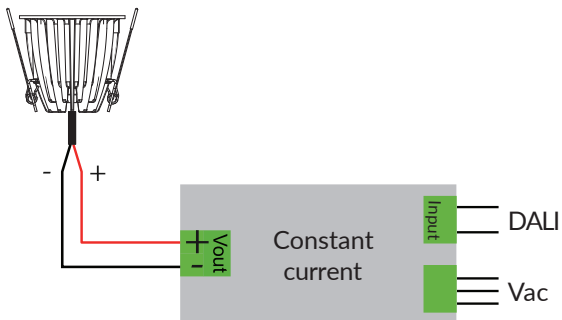 - +
+
-
Vout
Constant
current
Input
DALI
Vac